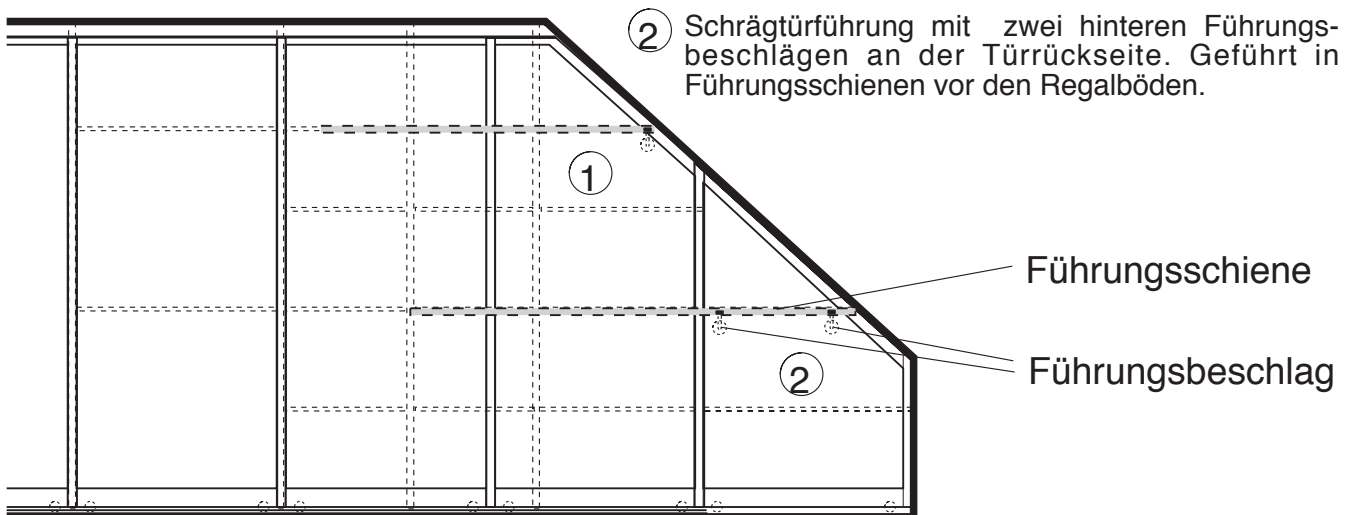 2 Schrägtürführung mit zwei hinteren Führungs-
beschlägen an der Türrückseite. Geführt in
Führungsschienen vor den Regalböden.
1
Führungsschiene
2
Führungsbeschlag